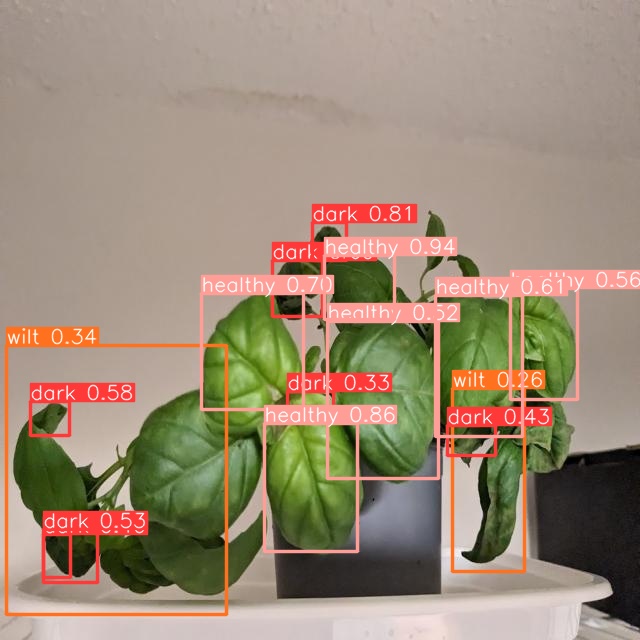 dark 0.81
healthy 0.94
dark
healthy 0.70
healthy 0.61
0.56
healthy 0.52
wilt 0.34
wilt 0.26
dark 0.33
dark 0.58
healthy 0.86
dark 0.43
dark 0.53